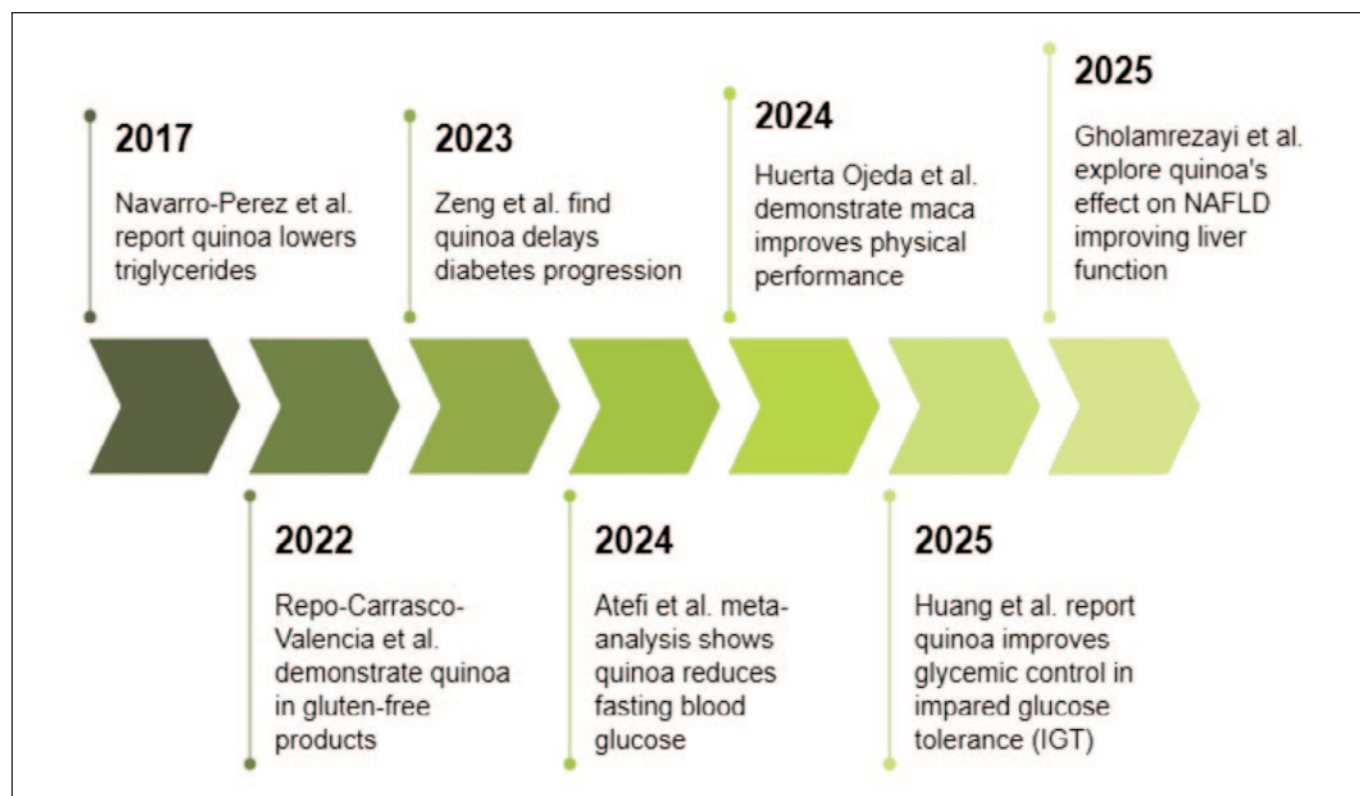 2017
Navarro-Perez et al.
report quinoa lowers
triglycerides
2022
Repo-Carrasco-
Valencia et al.
demonstrate quinoa
in gluten-free
products
2023
Zeng et al. find
quinoa delays
diabetes progression
2024
Atefi et al. meta-
analysis shows
quinoa reduces
fasting blood
glucose
2024
Huerta Ojeda et al.
demonstrate maca
improves physical
performance
2025
Huang et al. report
quinoa improves
glycemic control in
impared glucose
tolerance (IGT)
2025
Gholamrezayi et al.
explore quinoa's
effect on NAFLD
improving liver
function